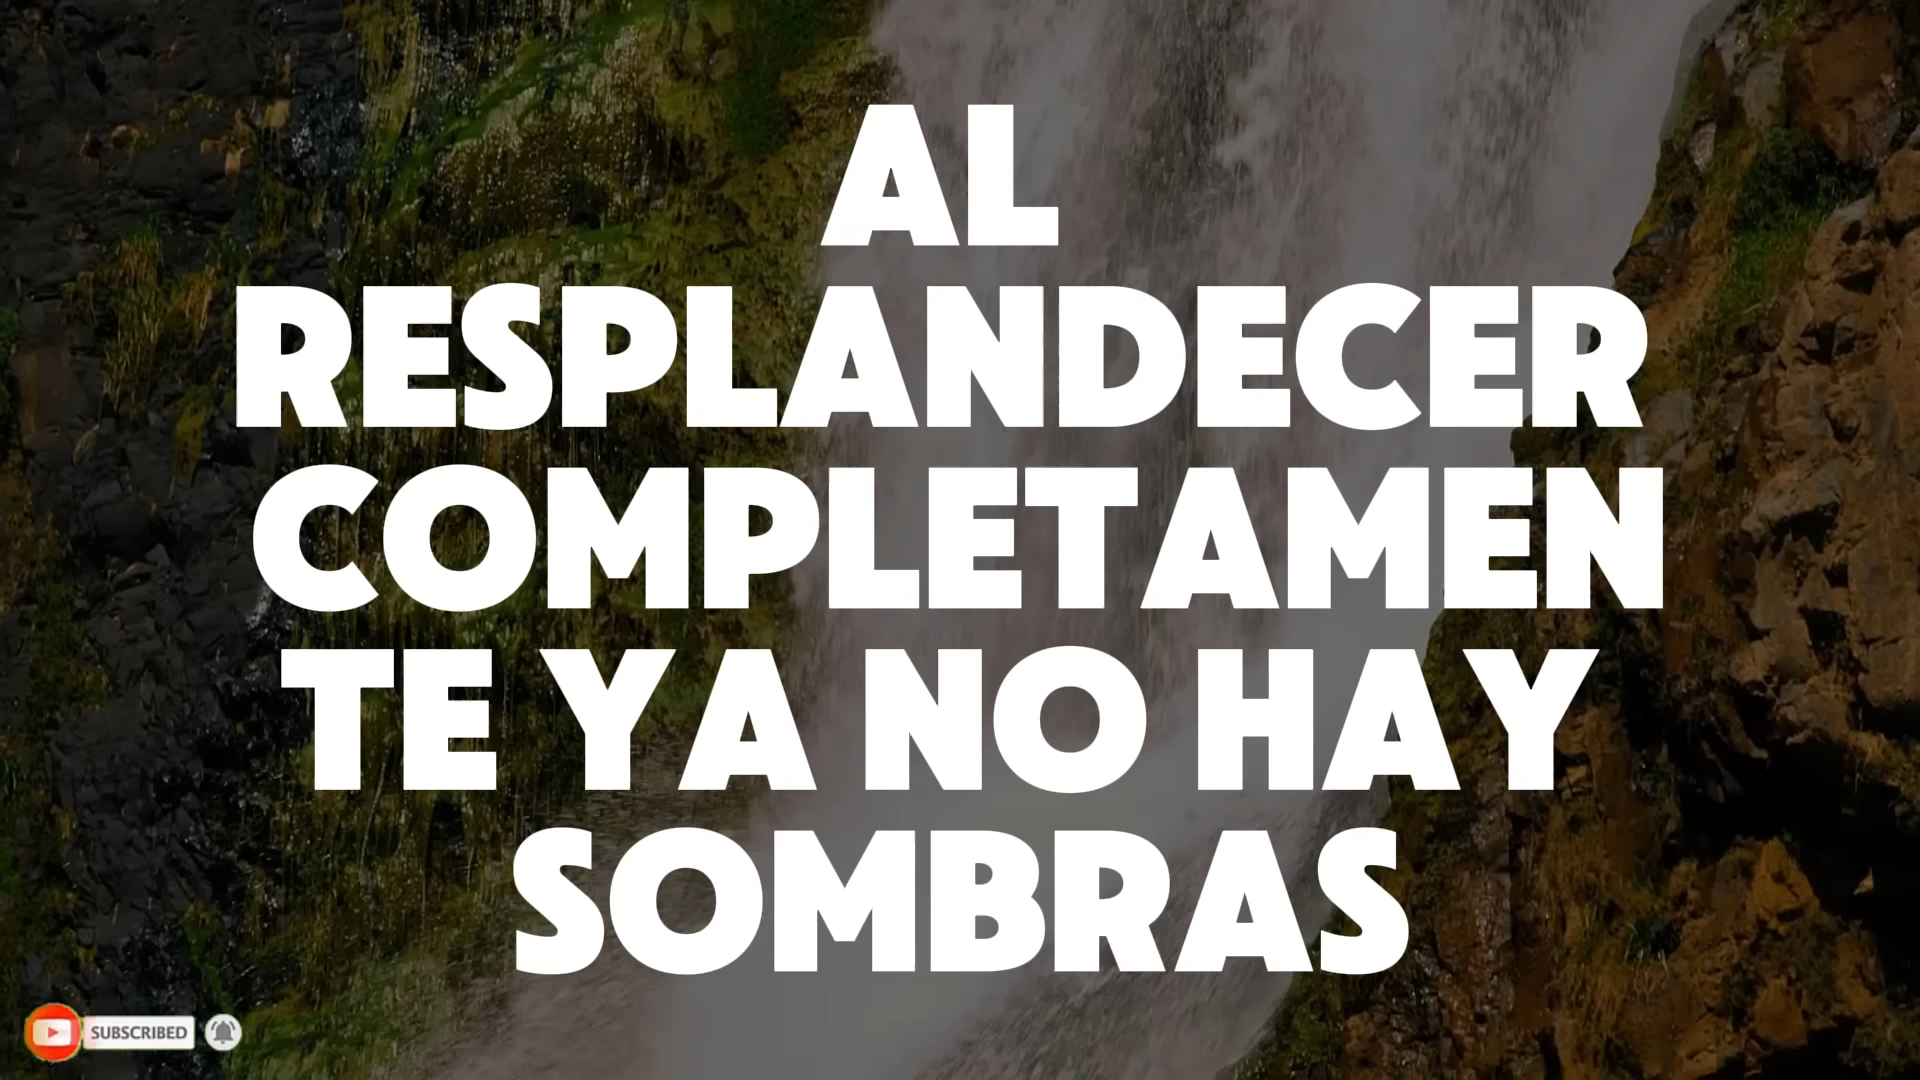 AL
RESPLANDECER
COMPLETAMEN
TE YA NO HAY
SOMBRAS
SUBSCRIBED